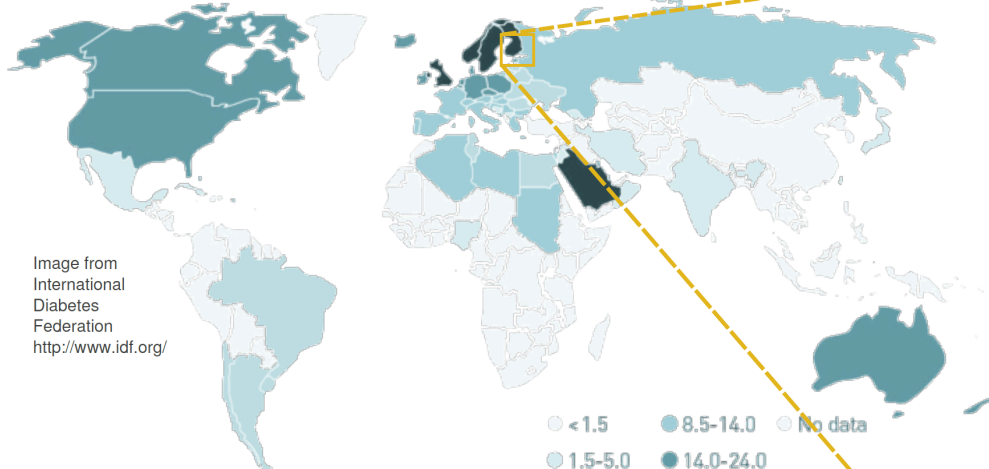 Image from
International
Diabetes
Federation
http://www.idf.org/
< 1.5
8.5-14.0
No data
1.5-5.0
14.0-24.0